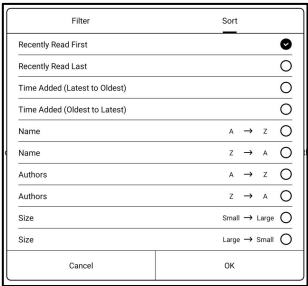 Filter Sort
Recently Read First
Recently Read Last
Time Added (Latest to Oldest)
Time Added (Oldest to Latest)
Name A → Z
Name Z → A
Authors A → Z
Authors Z → A
Size Small → Large
Size Large → Small
Cancel OK